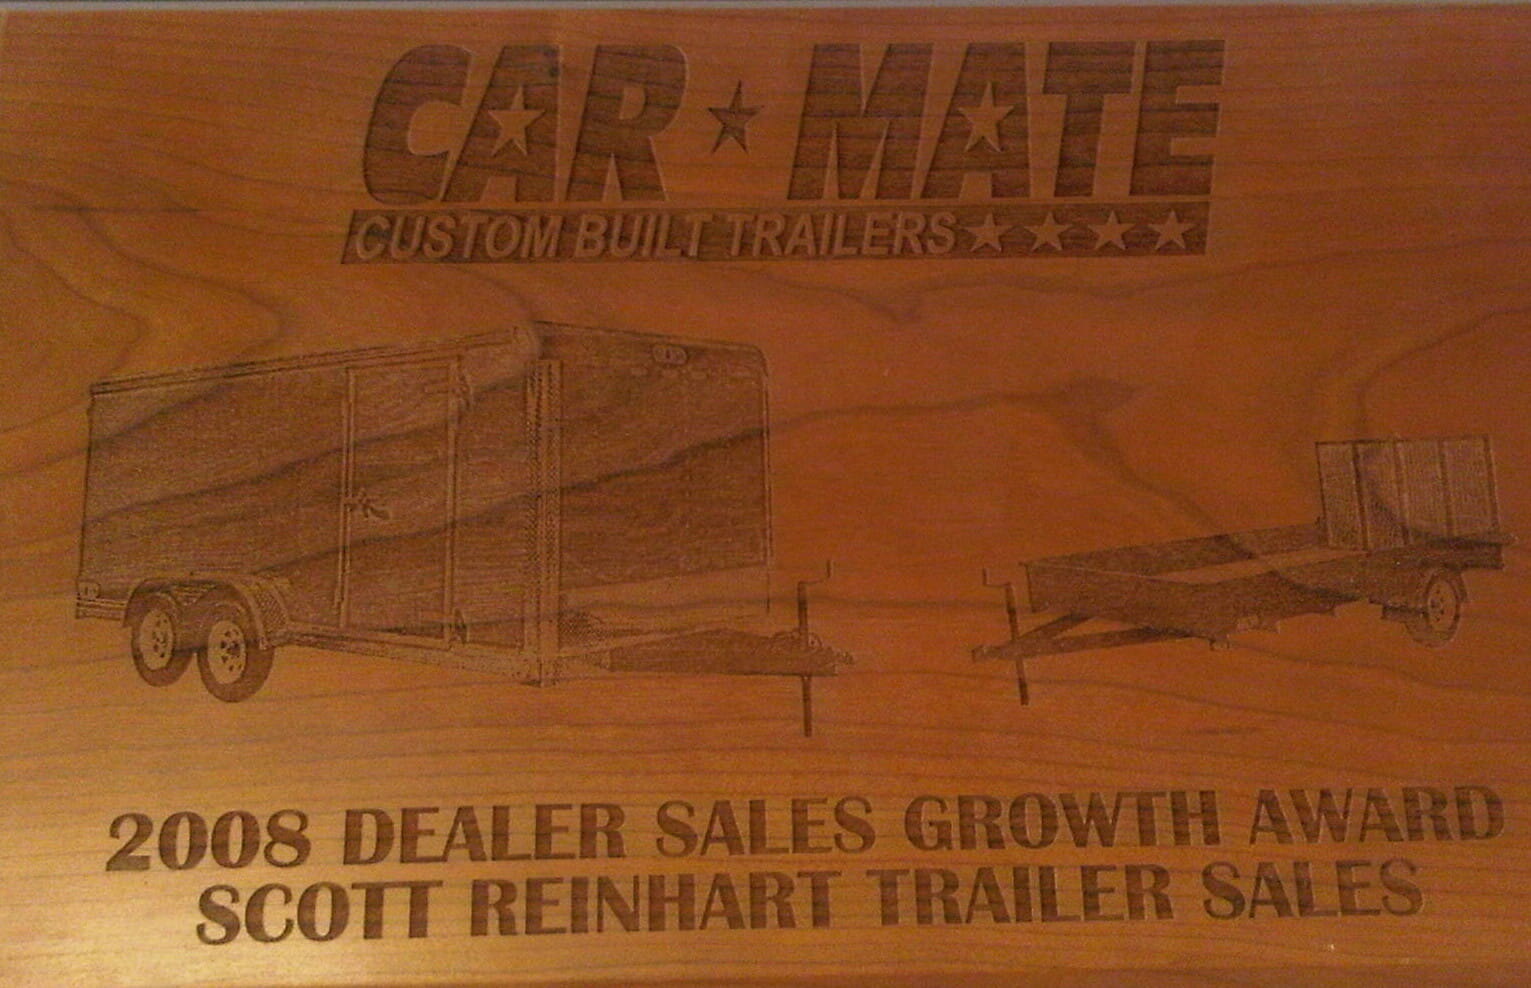 CAR★MATE
CUSTOM BUILT TRAILERS★★★★
2008 DEALER SALES GROWTH AWARD
SCOTT REINHART TRAILER SALES